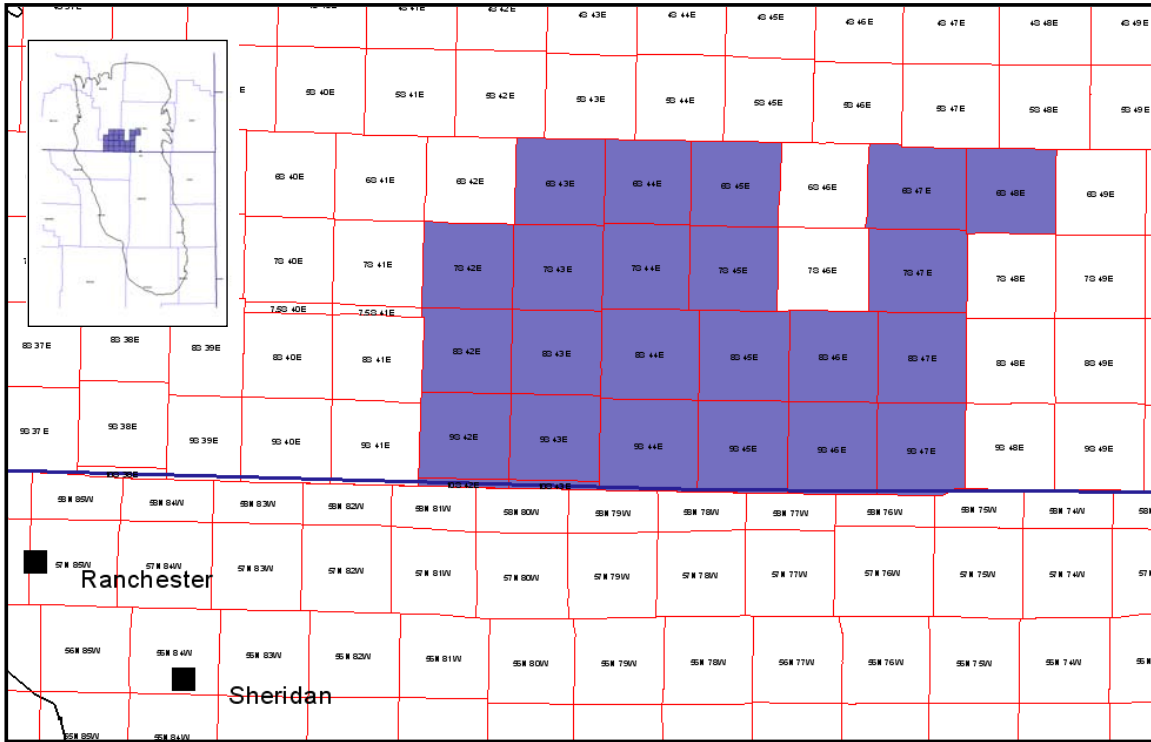 4S 42E 4S 43E 4S 44E 4S 45E 4S 46E 4S 47E 4S 48E 4S 49E
5S 40E 5S 41E 5S 42E 5S 43E 5S 44E 5S 45E 5S 46E 5S 47E 5S 48E 5S 49E
6S 40E 6S 41E 6S 42E 6S 43E 6S 44E 6S 45E 6S 46E 6S 47E 6S 48E 6S 49E
7S 40E 7S 41E 7S 42E 7S 43E 7S 44E 7S 45E 7S 46E 7S 47E 7S 48E 7S 49E
7.5S 40E 7.5S 41E
8S 37E 8S 38E 8S 39E 8S 40E 8S 41E 8S 42E 8S 43E 8S 44E 8S 45E 8S 46E 8S 47E 8S 48E 8S 49E
9S 37E 9S 38E 9S 39E 9S 40E 9S 41E 9S 42E 9S 43E 9S 44E 9S 45E 9S 46E 9S 47E 9S 48E 9S 49E
10S 38E 10S 42E 10S 43E
58N 85W 58N 84W 58N 83W 58N 82W 58N 81W 58N 80W 58N 79W 58N 78W 58N 77W 58N 76W 58N 75W 58N 74W
57N 85W 57N 84W 57N 83W 57N 82W 57N 81W 57N 80W 57N 79W 57N 78W 57N 77W 57N 76W 57N 75W 57N 74W
Ranchester
56N 85W 56N 84W 56N 83W 56N 82W 56N 81W 56N 80W 56N 79W 56N 78W 56N 77W 56N 76W 56N 75W 56N 74W
Sheridan
55N 85W 55N 84W